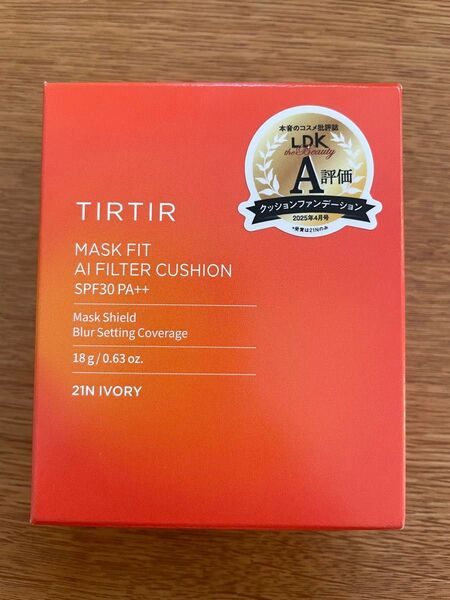 本音のコスメ批評誌
LDK
the Beauty
A評価
クッションファンデーション
2025年4月号
*受賞は21Nのみ
TIRTIR
MASK FIT
AI FILTER CUSHION
SPF30 PA++
Mask Shield
Blur Setting Coverage
18 g / 0.63 oz.
21N IVORY